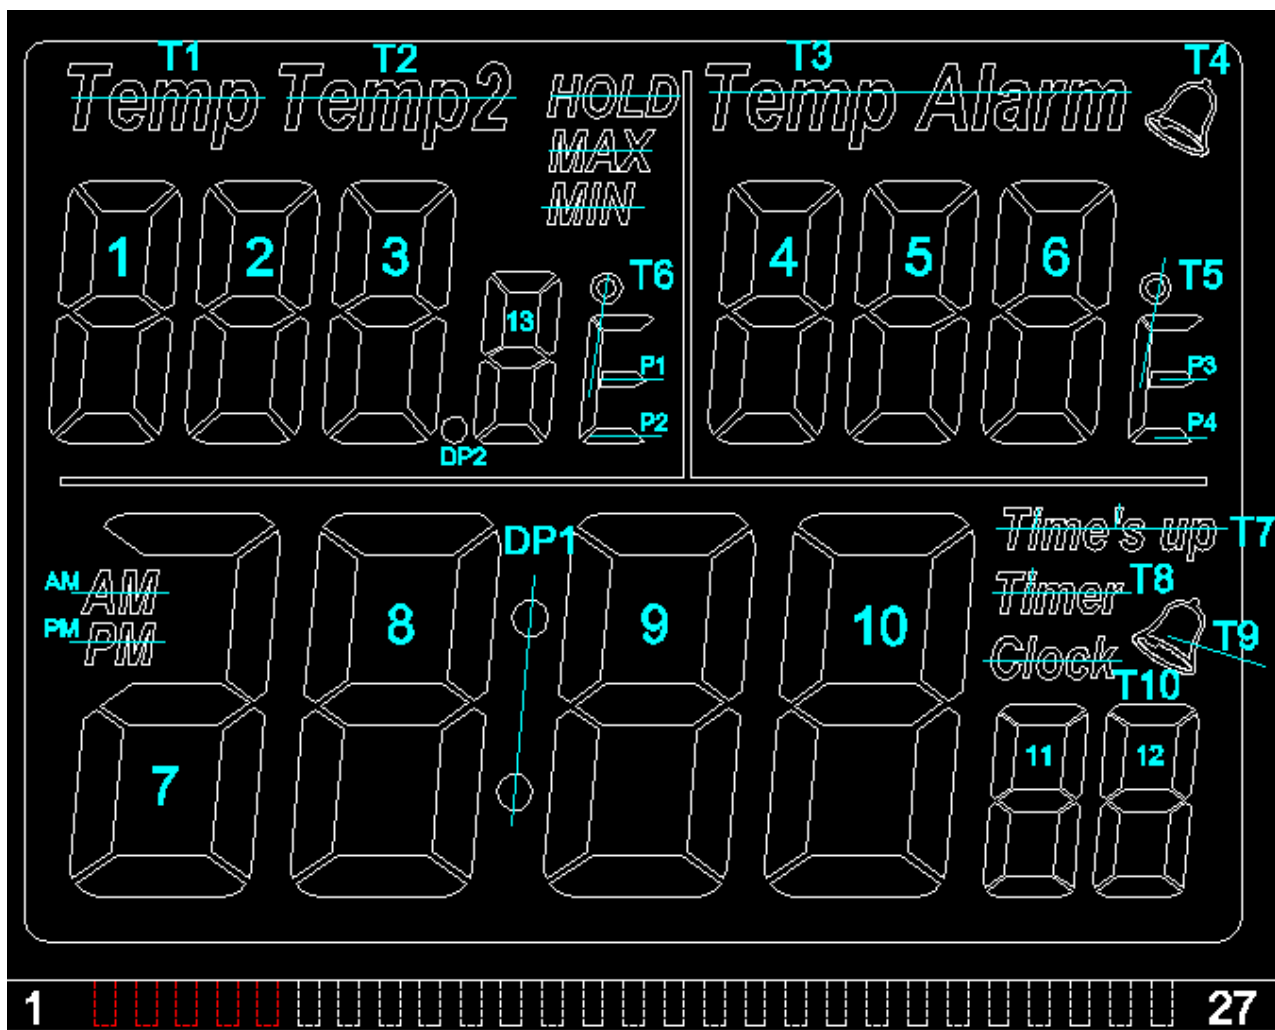 T1 T2 T3 T4
Temp Temp2 HOLD Temp Alarm
MAX
MIN
1 2 3 4 5 6
T6 T5
13
P1 P3
P2 P4
DP2
DP1
Time's up T7
AM AM Timer T8
PM PM Clock T9
8 9 10
T10
7 11 12
1 27